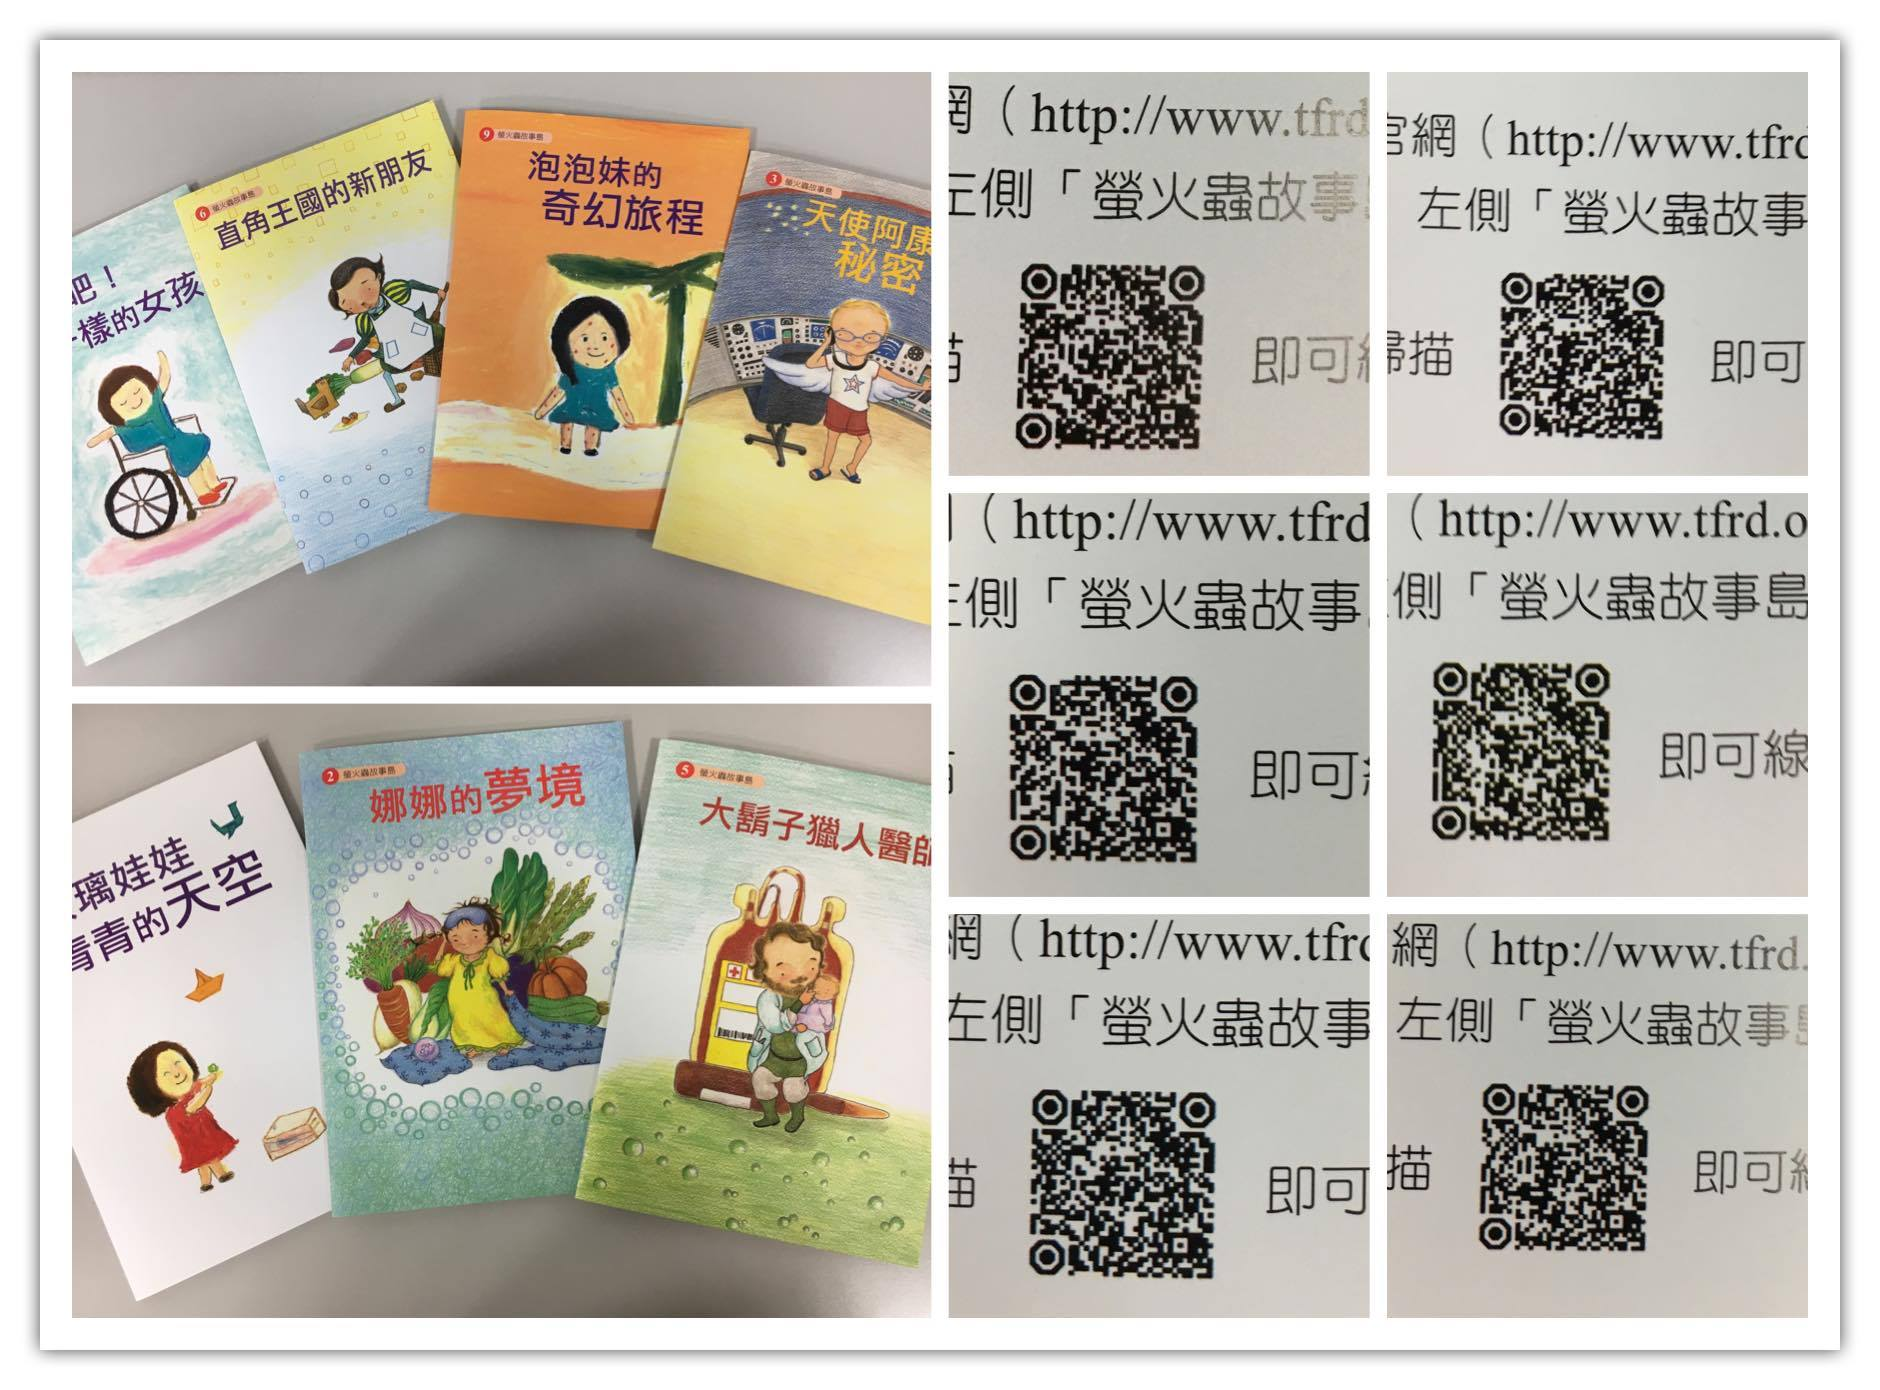 吧！
樣的女孩
6 螢火蟲故事島
直角王國的新朋友
9 螢火蟲故事島
泡泡妹的
奇幻旅程
3 螢火蟲故事島
天使阿康
秘密
璃娃娃
青青的天空
2 螢火蟲故事島
娜娜的夢境
5 螢火蟲故事島
大鬍子獵人醫師
網（http://www.tfrd
左側「螢火蟲故事
即可
官網（http://www.tfrd
左側「螢火蟲故事
掃描
即可
（http://www.tfrd
左側「螢火蟲故事
即可
（http://www.tfrd.o
側「螢火蟲故事島
即可線
網（http://www.tfrd
左側「螢火蟲故事
描
即可
網（http://www.tfrd.
左側「螢火蟲故事島
描
即可線